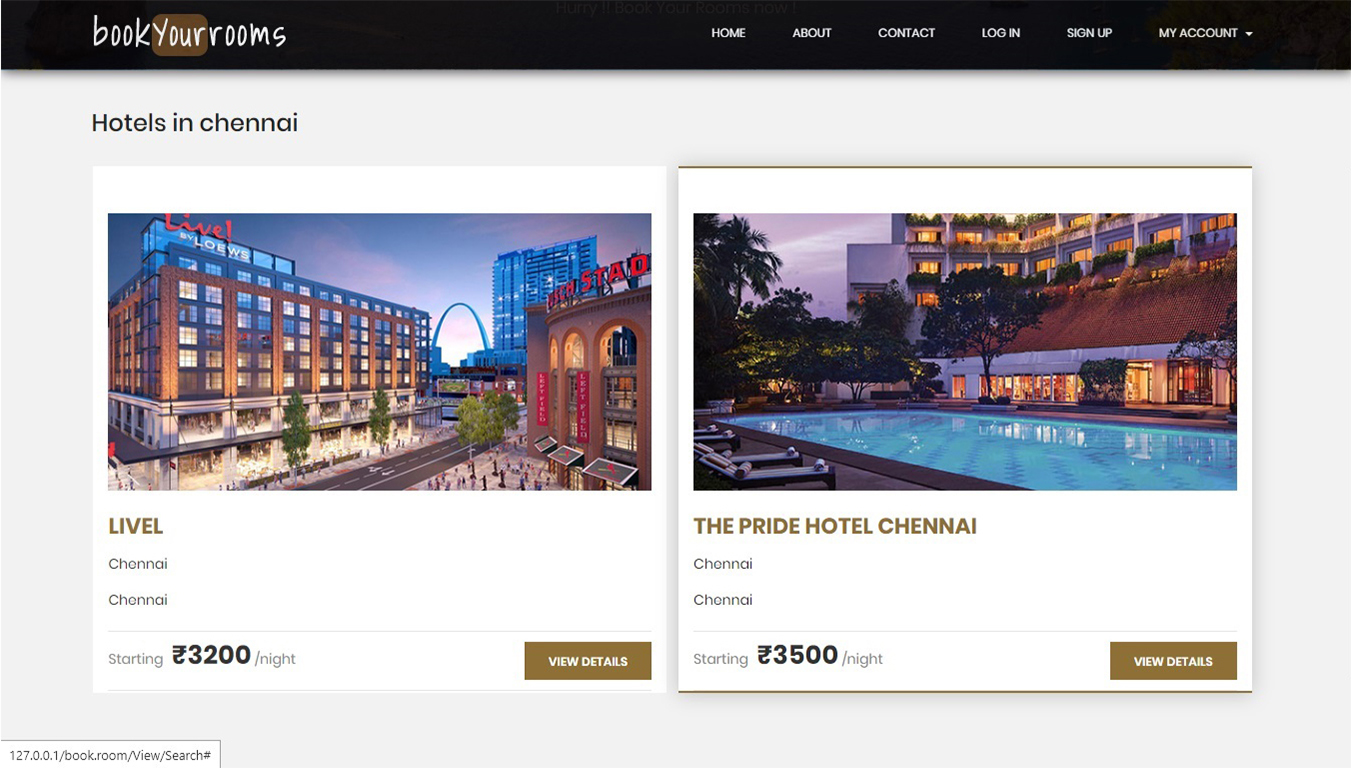 Hurry !! Book Your Rooms now !
bookYourrooms
HOME ABOUT CONTACT LOG IN SIGN UP MY ACCOUNT
Hotels in chennai
Live!
BY LOEWS
STAD
LEFT FIELD
LEFT FIELD
LIVEL
Chennai
Chennai
Starting ₹3200 /night
VIEW DETAILS
THE PRIDE HOTEL CHENNAI
Chennai
Chennai
Starting ₹3500 /night
VIEW DETAILS
127.0.0.1/book.room/View/Search#